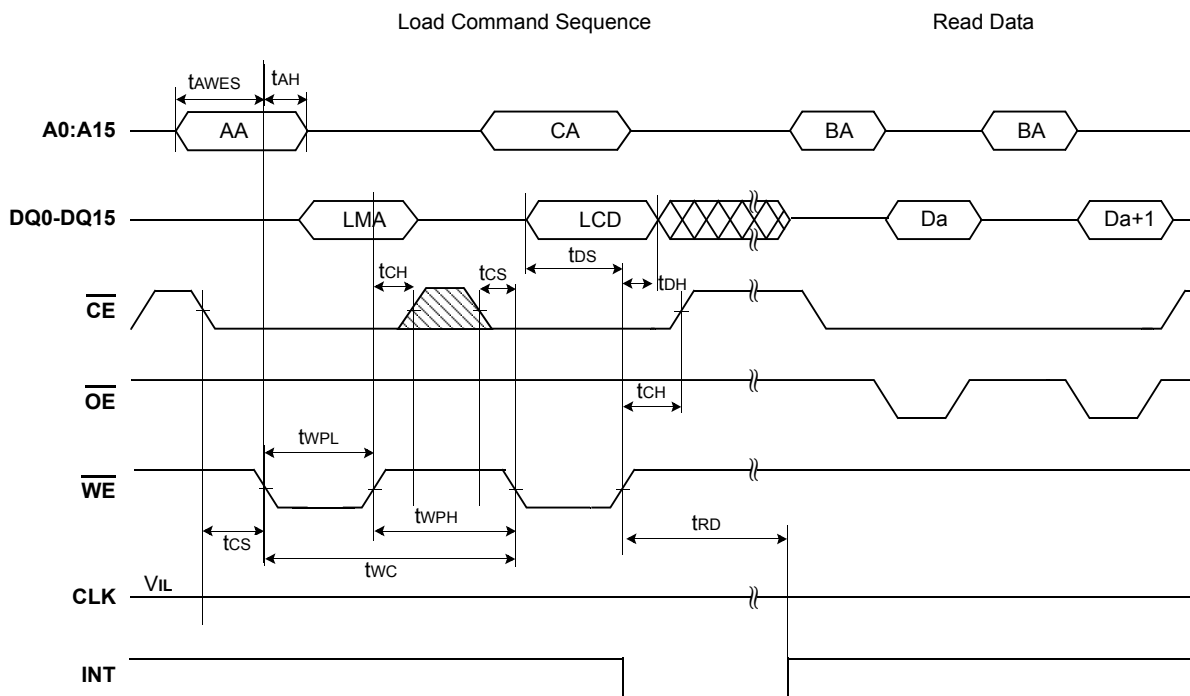 Load Command Sequence Read Data
tAWES tAH
A0:A15 AA CA BA BA
DQ0-DQ15 LMA LCD Da Da+1
tCH tCS tDS tDH
CE
OE tCH
tWPL
WE
tWPH tRD
tCS
tWC
VIL
CLK
INT